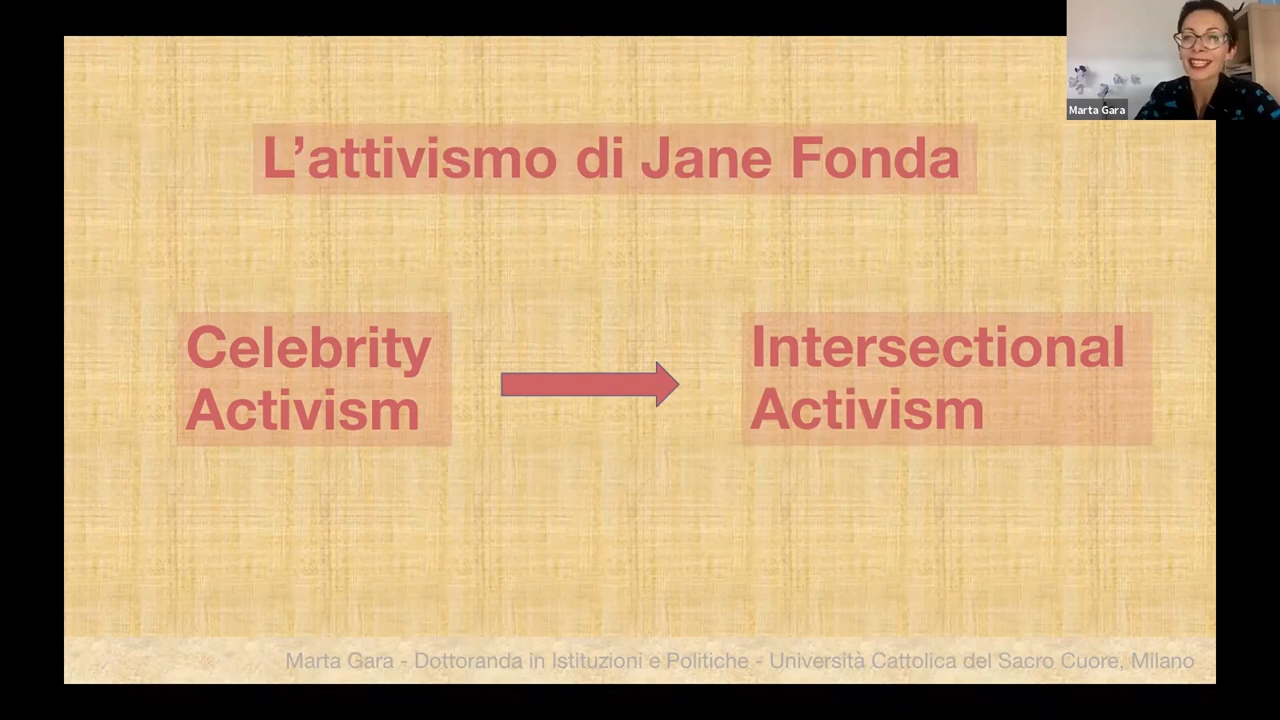 Marta Gara
L’attivismo di Jane Fonda
Celebrity
Activism
Intersectional
Activism
Marta Gara - Dottoranda in Istituzioni e Politiche - Università Cattolica del Sacro Cuore, Milano